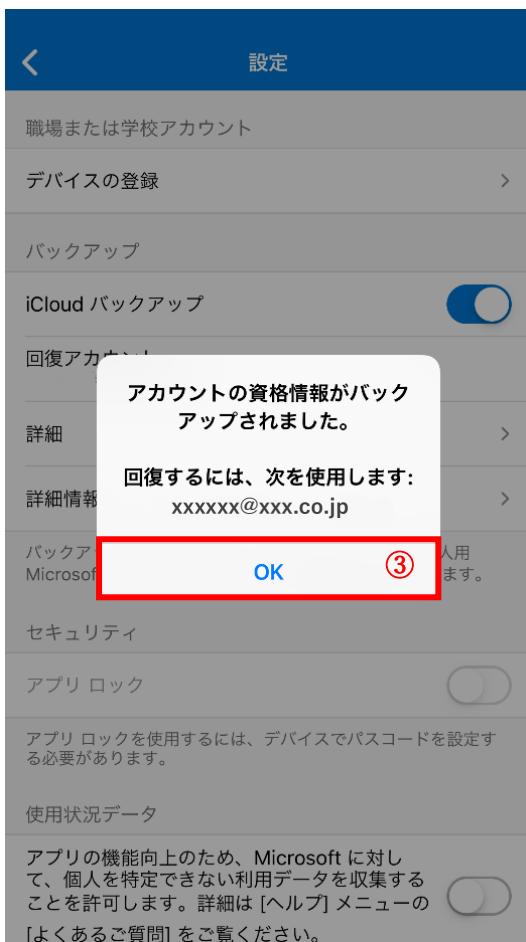 設定
職場または学校アカウント
デバイスの登録
バックアップ
iCloud バックアップ
回復アカウント
アカウントの資格情報がバック
アップされました。
詳細
回復するには、次を使用します:
詳細情報
xxxxxx@xxx.co.jp
バックア 人用
OK ③
Microsof ます。
セキュリティ
アプリ ロック
アプリ ロックを使用するには、デバイスでパスコードを設定す
る必要があります。
使用状況データ
アプリの機能向上のため、Microsoft に対し
て、個人を特定できない利用データを収集する
ことを許可します。詳細は [ヘルプ] メニューの
[よくあるご質問] をご覧ください。